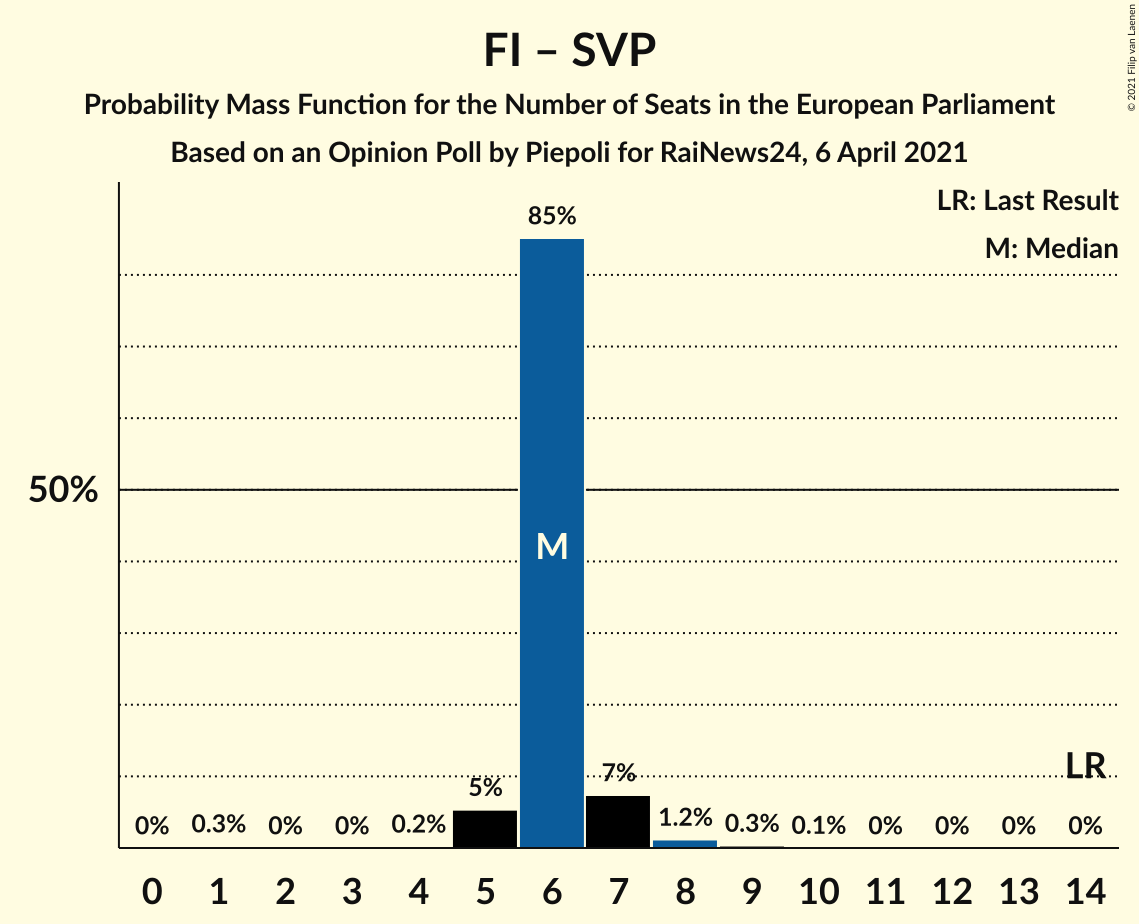 FI – SVP
Probability Mass Function for the Number of Seats in the European Parliament
Based on an Opinion Poll by Piepoli for RaiNews24, 6 April 2021
© 2021 Filip van Laenen
LR: Last Result
M: Median
85%
50%
M
LR
0% 0.3% 0% 0% 0.2% 5% 7% 1.2% 0.3% 0.1% 0% 0% 0% 0%
0 1 2 3 4 5 6 7 8 9 10 11 12 13 14